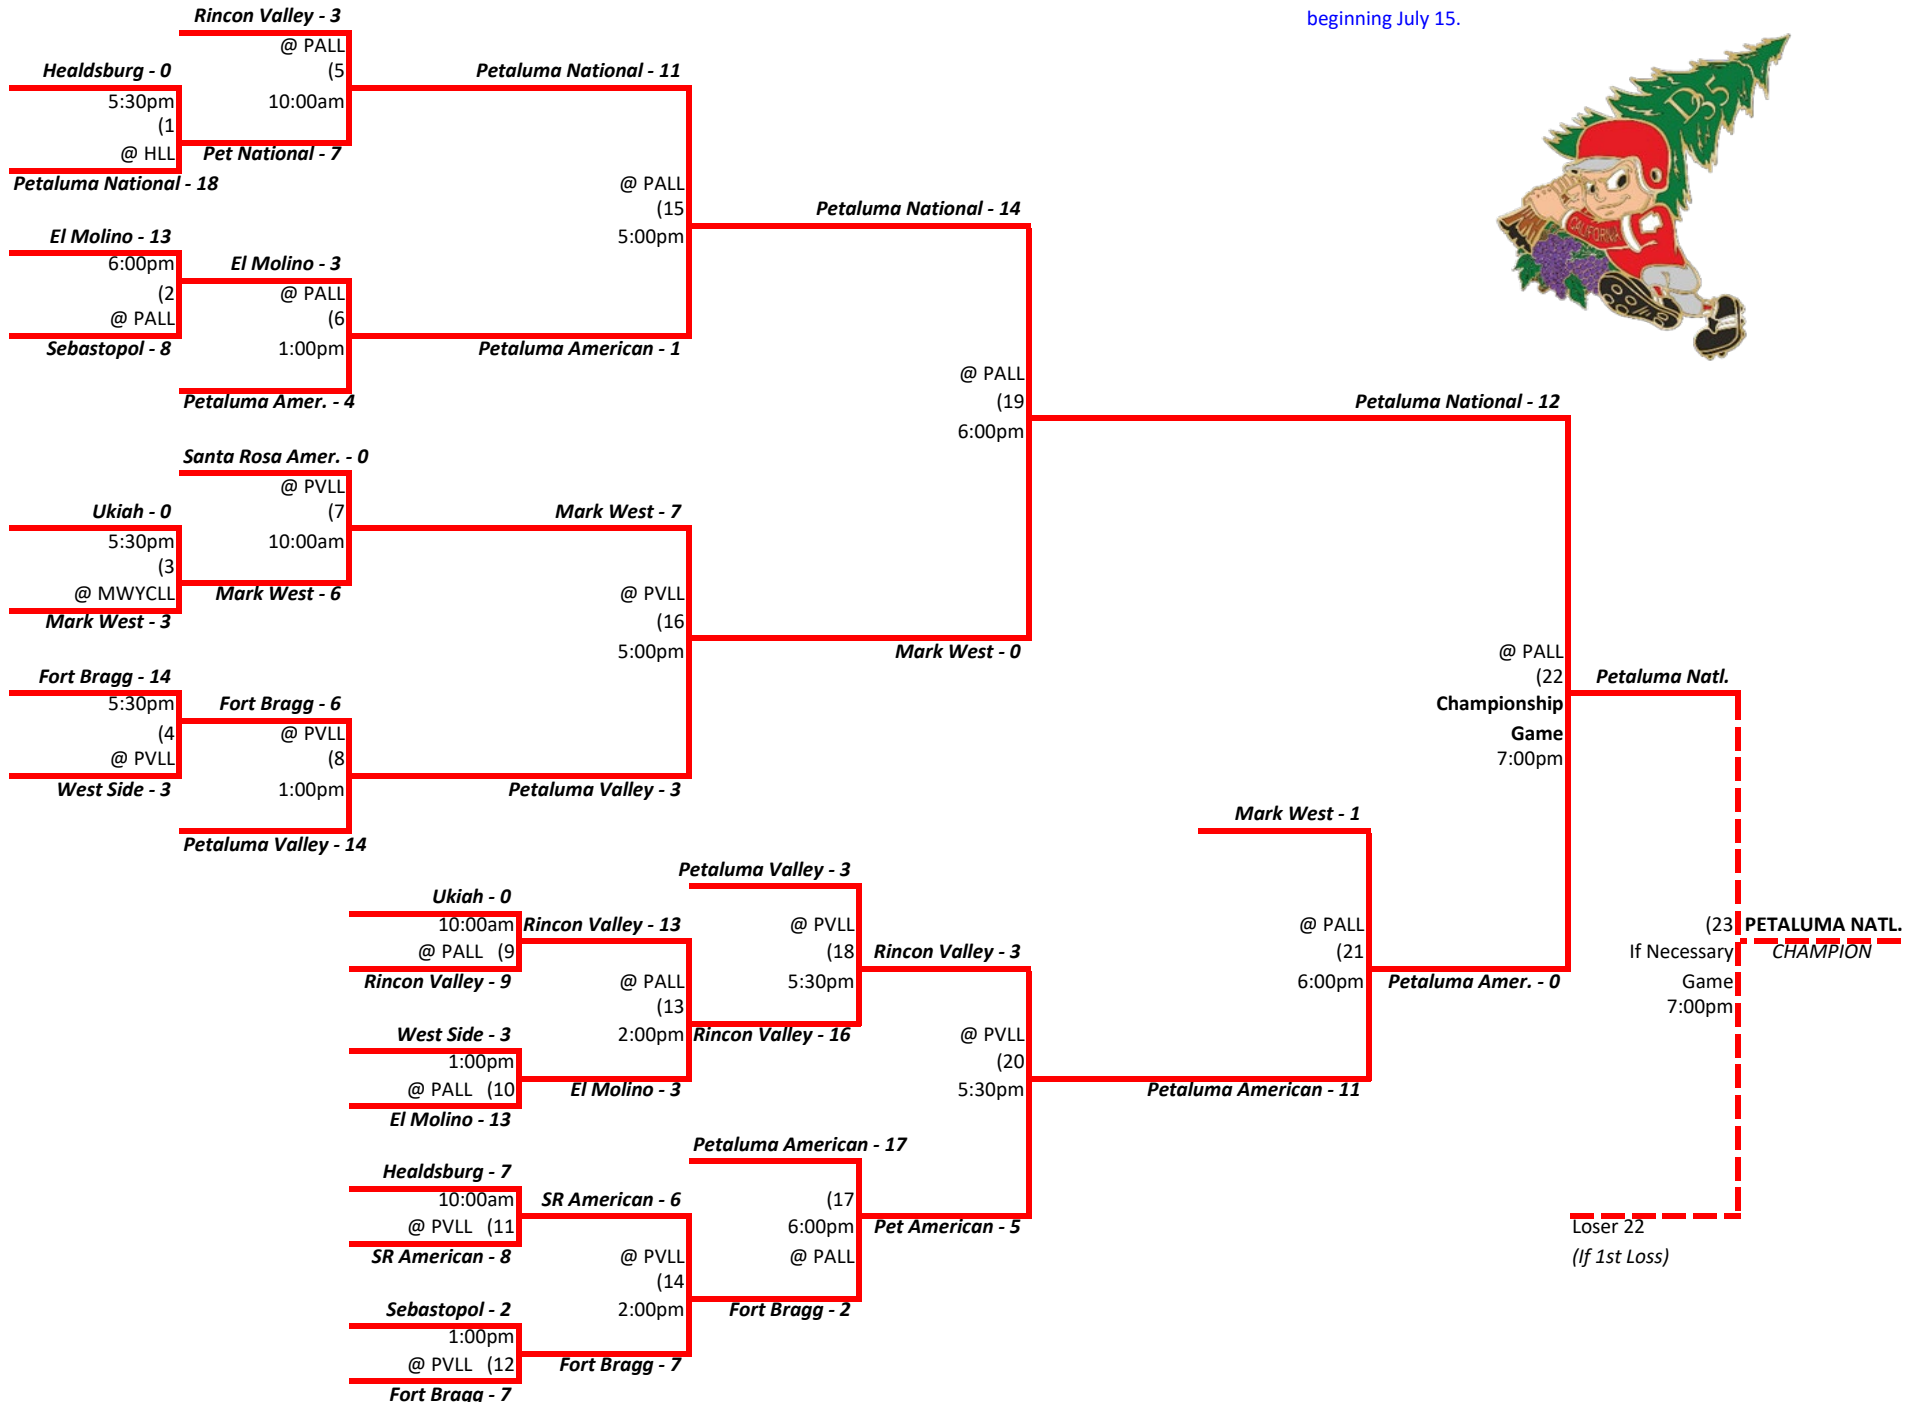 beginning July 15.
Rincon Valley - 3
@ PALL
(5
10:00am
Healdsburg - 0
5:30pm
(1
@ HLL
Pet National - 7
Petaluma National - 18
Petaluma National - 11
@ PALL
(15
5:00pm
El Molino - 13
6:00pm
(2
@ PALL
Sebastopol - 8
El Molino - 3
@ PALL
(6
1:00pm
Petaluma American - 1
Petaluma Amer. - 4
Petaluma National - 14
@ PALL
(19
6:00pm
Petaluma National - 12
Santa Rosa Amer. - 0
@ PVLL
(7
10:00am
Ukiah - 0
5:30pm
(3
@ MWYCLL
Mark West - 6
Mark West - 3
Mark West - 7
@ PVLL
(16
5:00pm
Mark West - 0
Fort Bragg - 14
5:30pm
(4
@ PVLL
West Side - 3
Fort Bragg - 6
@ PVLL
(8
1:00pm
Petaluma Valley - 3
Petaluma Valley - 14
@ PALL
(22
Championship
Game
7:00pm
Petaluma Natl.
Mark West - 1
@ PALL
(21
6:00pm
Petaluma Amer. - 0
(23
If Necessary
Game
7:00pm
PETALUMA NATL.
CHAMPION
Petaluma Valley - 3
@ PVLL
(18
5:30pm
Rincon Valley - 3
Ukiah - 0
10:00am
@ PALL (9
Rincon Valley - 9
Rincon Valley - 13
@ PALL
(13
2:00pm
Rincon Valley - 16
West Side - 3
1:00pm
@ PALL (10
El Molino - 13
El Molino - 3
@ PVLL
(20
5:30pm
Petaluma American - 11
Petaluma American - 17
(17
6:00pm
@ PALL
Pet American - 5
Healdsburg - 7
10:00am
@ PVLL (11
SR American - 8
SR American - 6
@ PVLL
(14
2:00pm
Fort Bragg - 2
Sebastopol - 2
1:00pm
@ PVLL (12
Fort Bragg - 7
Fort Bragg - 7
Loser 22
(If 1st Loss)
D35
CALIFORNIA